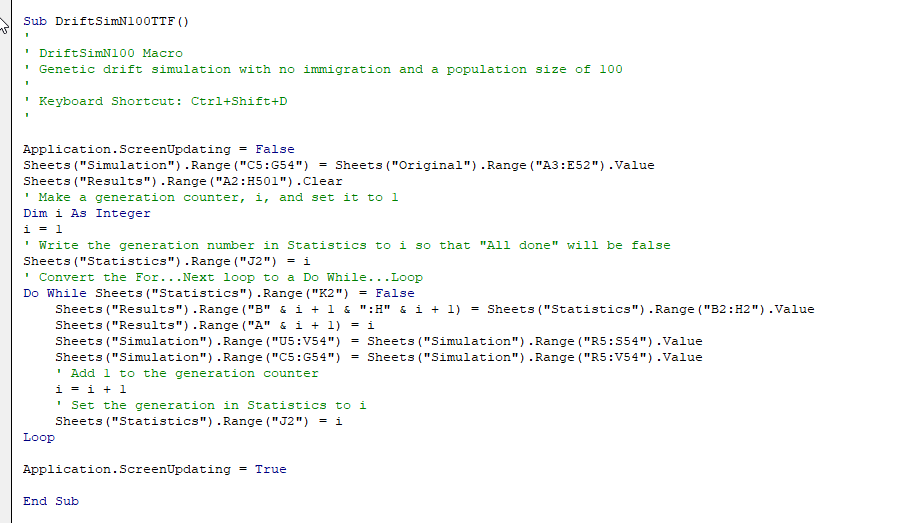 Sub DriftSimN100TTF()
'
' DriftSimN100 Macro
' Genetic drift simulation with no immigration and a population size of 100
'
' Keyboard Shortcut: Ctrl+Shift+D
'
Application.ScreenUpdating = False
Sheets("Simulation").Range("C5:G54") = Sheets("Original").Range("A3:E52").Value
Sheets("Results").Range("A2:H501").Clear
' Make a generation counter, i, and set it to 1
Dim i As Integer
i = 1
' Write the generation number in Statistics to i so that "All done" will be false
Sheets("Statistics").Range("J2") = i
' Convert the For...Next loop to a Do While...Loop
Do While Sheets("Statistics").Range("K2") = False
    Sheets("Results").Range("B" & i + 1 & ":H" & i + 1) = Sheets("Statistics").Range("B2:H2").Value
    Sheets("Results").Range("A" & i + 1) = i
    Sheets("Simulation").Range("U5:V54") = Sheets("Simulation").Range("R5:S54").Value
    Sheets("Simulation").Range("C5:G54") = Sheets("Simulation").Range("R5:V54").Value
    ' Add 1 to the generation counter
    i = i + 1
    ' Set the generation in Statistics to i
    Sheets("Statistics").Range("J2") = i
Loop
Application.ScreenUpdating = True
End Sub